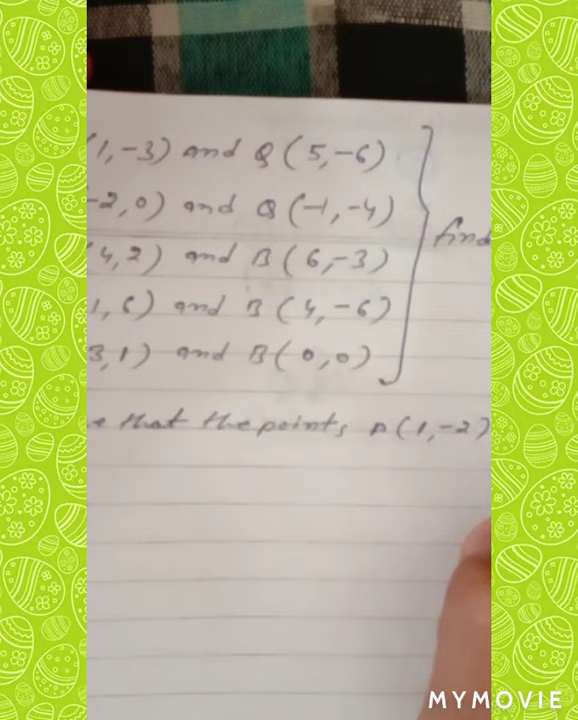 (1,-3) and Q (5,-6)
-2,0) and Q (-1,-4)
(4,2) and B (6,-3)
1,6) and B (4,-6)
3,1) and B (0,0)
find
that the points A (1,-2)
MYMOVIE